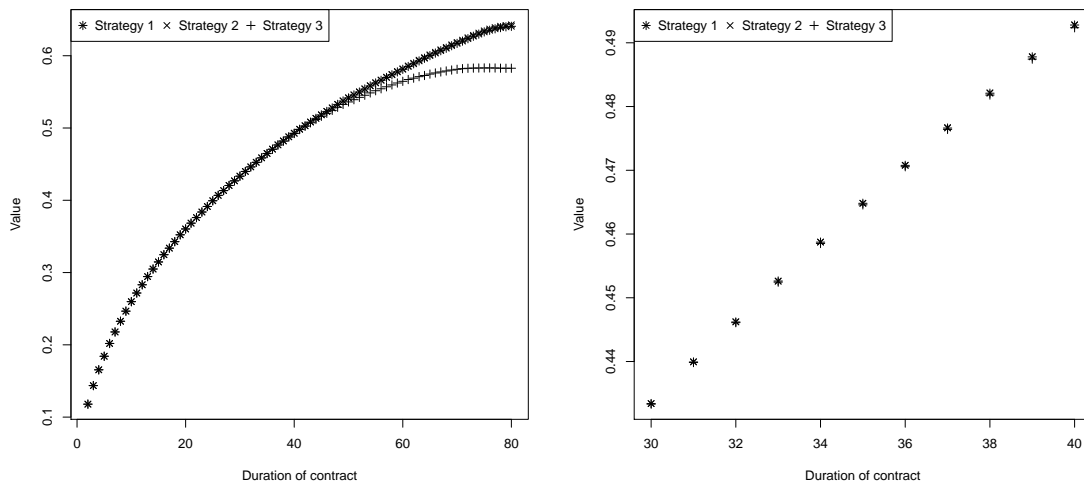 Strategy 1 Strategy 2 Strategy 3
Value
0.6
0.5
0.4
0.3
0.2
0.1
0 20 40 60 80
Duration of contract
Strategy 1 Strategy 2 Strategy 3
Value
0.49
0.48
0.47
0.46
0.45
0.44
30 32 34 36 38 40
Duration of contract